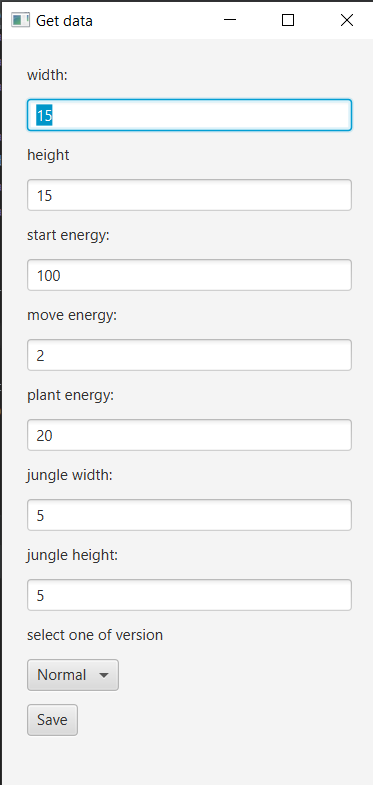 Get data
width:
15
height
15
start energy:
100
move energy:
2
plant energy:
20
jungle width:
5
jungle height:
5
select one of version
Normal
Save